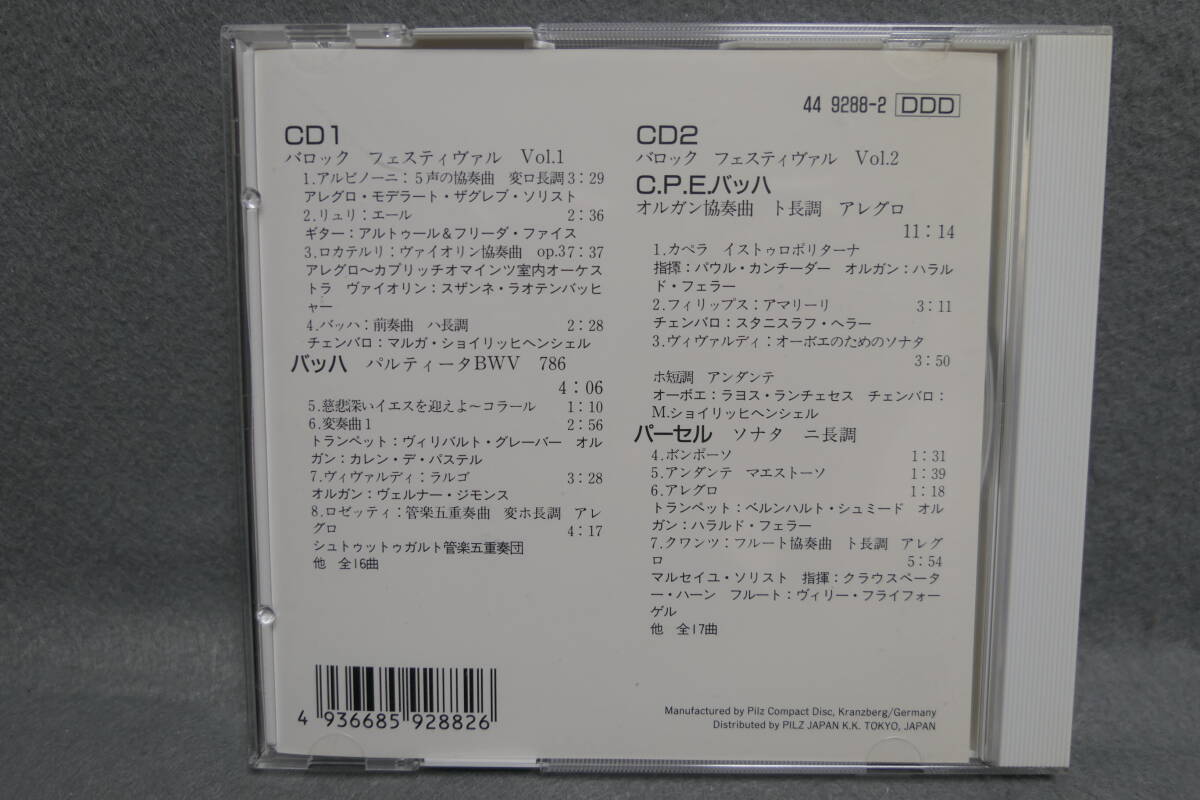 44 9288-2 DDD
CD1
バロック フェスティヴァル Vol.1
1.アルビノーニ:5声の協奏曲 変ロ長調3:29
アレグロ・モデラート・ザグレブ・ソリスト
2.リュリ:エール 2:36
ギター:アルトゥール&フリーダ・ファイス
3.ロカテルリ:ヴァイオリン協奏曲 op.37:37
アレグロ〜カプリッチオマインツ室内オーケス
トラ ヴァイオリン:スザンネ・ラオテンバッヒ
ャー
4.バッハ:前奏曲 ハ長調 2:28
チェンバロ:マルガ・ショイリッヒヘンシェル
バッハ パルティータBWV 786
4:06
5.慈悲深いイエスを迎えよ〜コラール 1:10
6.変奏曲1 2:56
トランペット:ヴィリバルト・グレーバー オル
ガン:カレン・デ・パステル
7.ヴィヴァルディ:ラルゴ 3:28
オルガン:ヴェルナー・ジモンス
8.ロゼッティ:管楽五重奏曲 変ホ長調 アレ
グロ 4:17
シュトゥットゥガルト管楽五重奏団
他 全16曲
CD2
バロック フェスティヴァル Vol.2
C.P.E.バッハ
オルガン協奏曲 ト長調 アレグロ
11:14
1.カペラ イストゥロポリターナ
指揮:パウル・カンチーダー オルガン:ハラル
ド・フェラー
2.フィリップス:アマリーリ 3:11
チェンバロ:スタニスラフ・ヘラー
3.ヴィヴァルディ:オーボエのためのソナタ
3:50
ホ短調 アンダンテ
オーボエ:ラヨス・ランチェセス チェンバロ:
M.ショイリッヒヘンシェル
パーセル ソナタ ニ長調
4.ボンポーソ 1:31
5.アンダンテ マエストーソ 1:39
6.アレグロ 1:18
トランペット:ベルンハルト・シュミード オル
ガン:ハラルド・フェラー
7.クワンツ:フルート協奏曲 ト長調 アレグ
ロ 5:54
マルセイユ・ソリスト 指揮:クラウスペータ
ー・ハーン フルート:ヴィリー・フライフォー
ゲル
他 全17曲
4 936685 928826
Manufactured by Pilz Compact Disc, Kranzberg/Germany
Distributed by PILZ JAPAN K.K. TOKYO, JAPAN